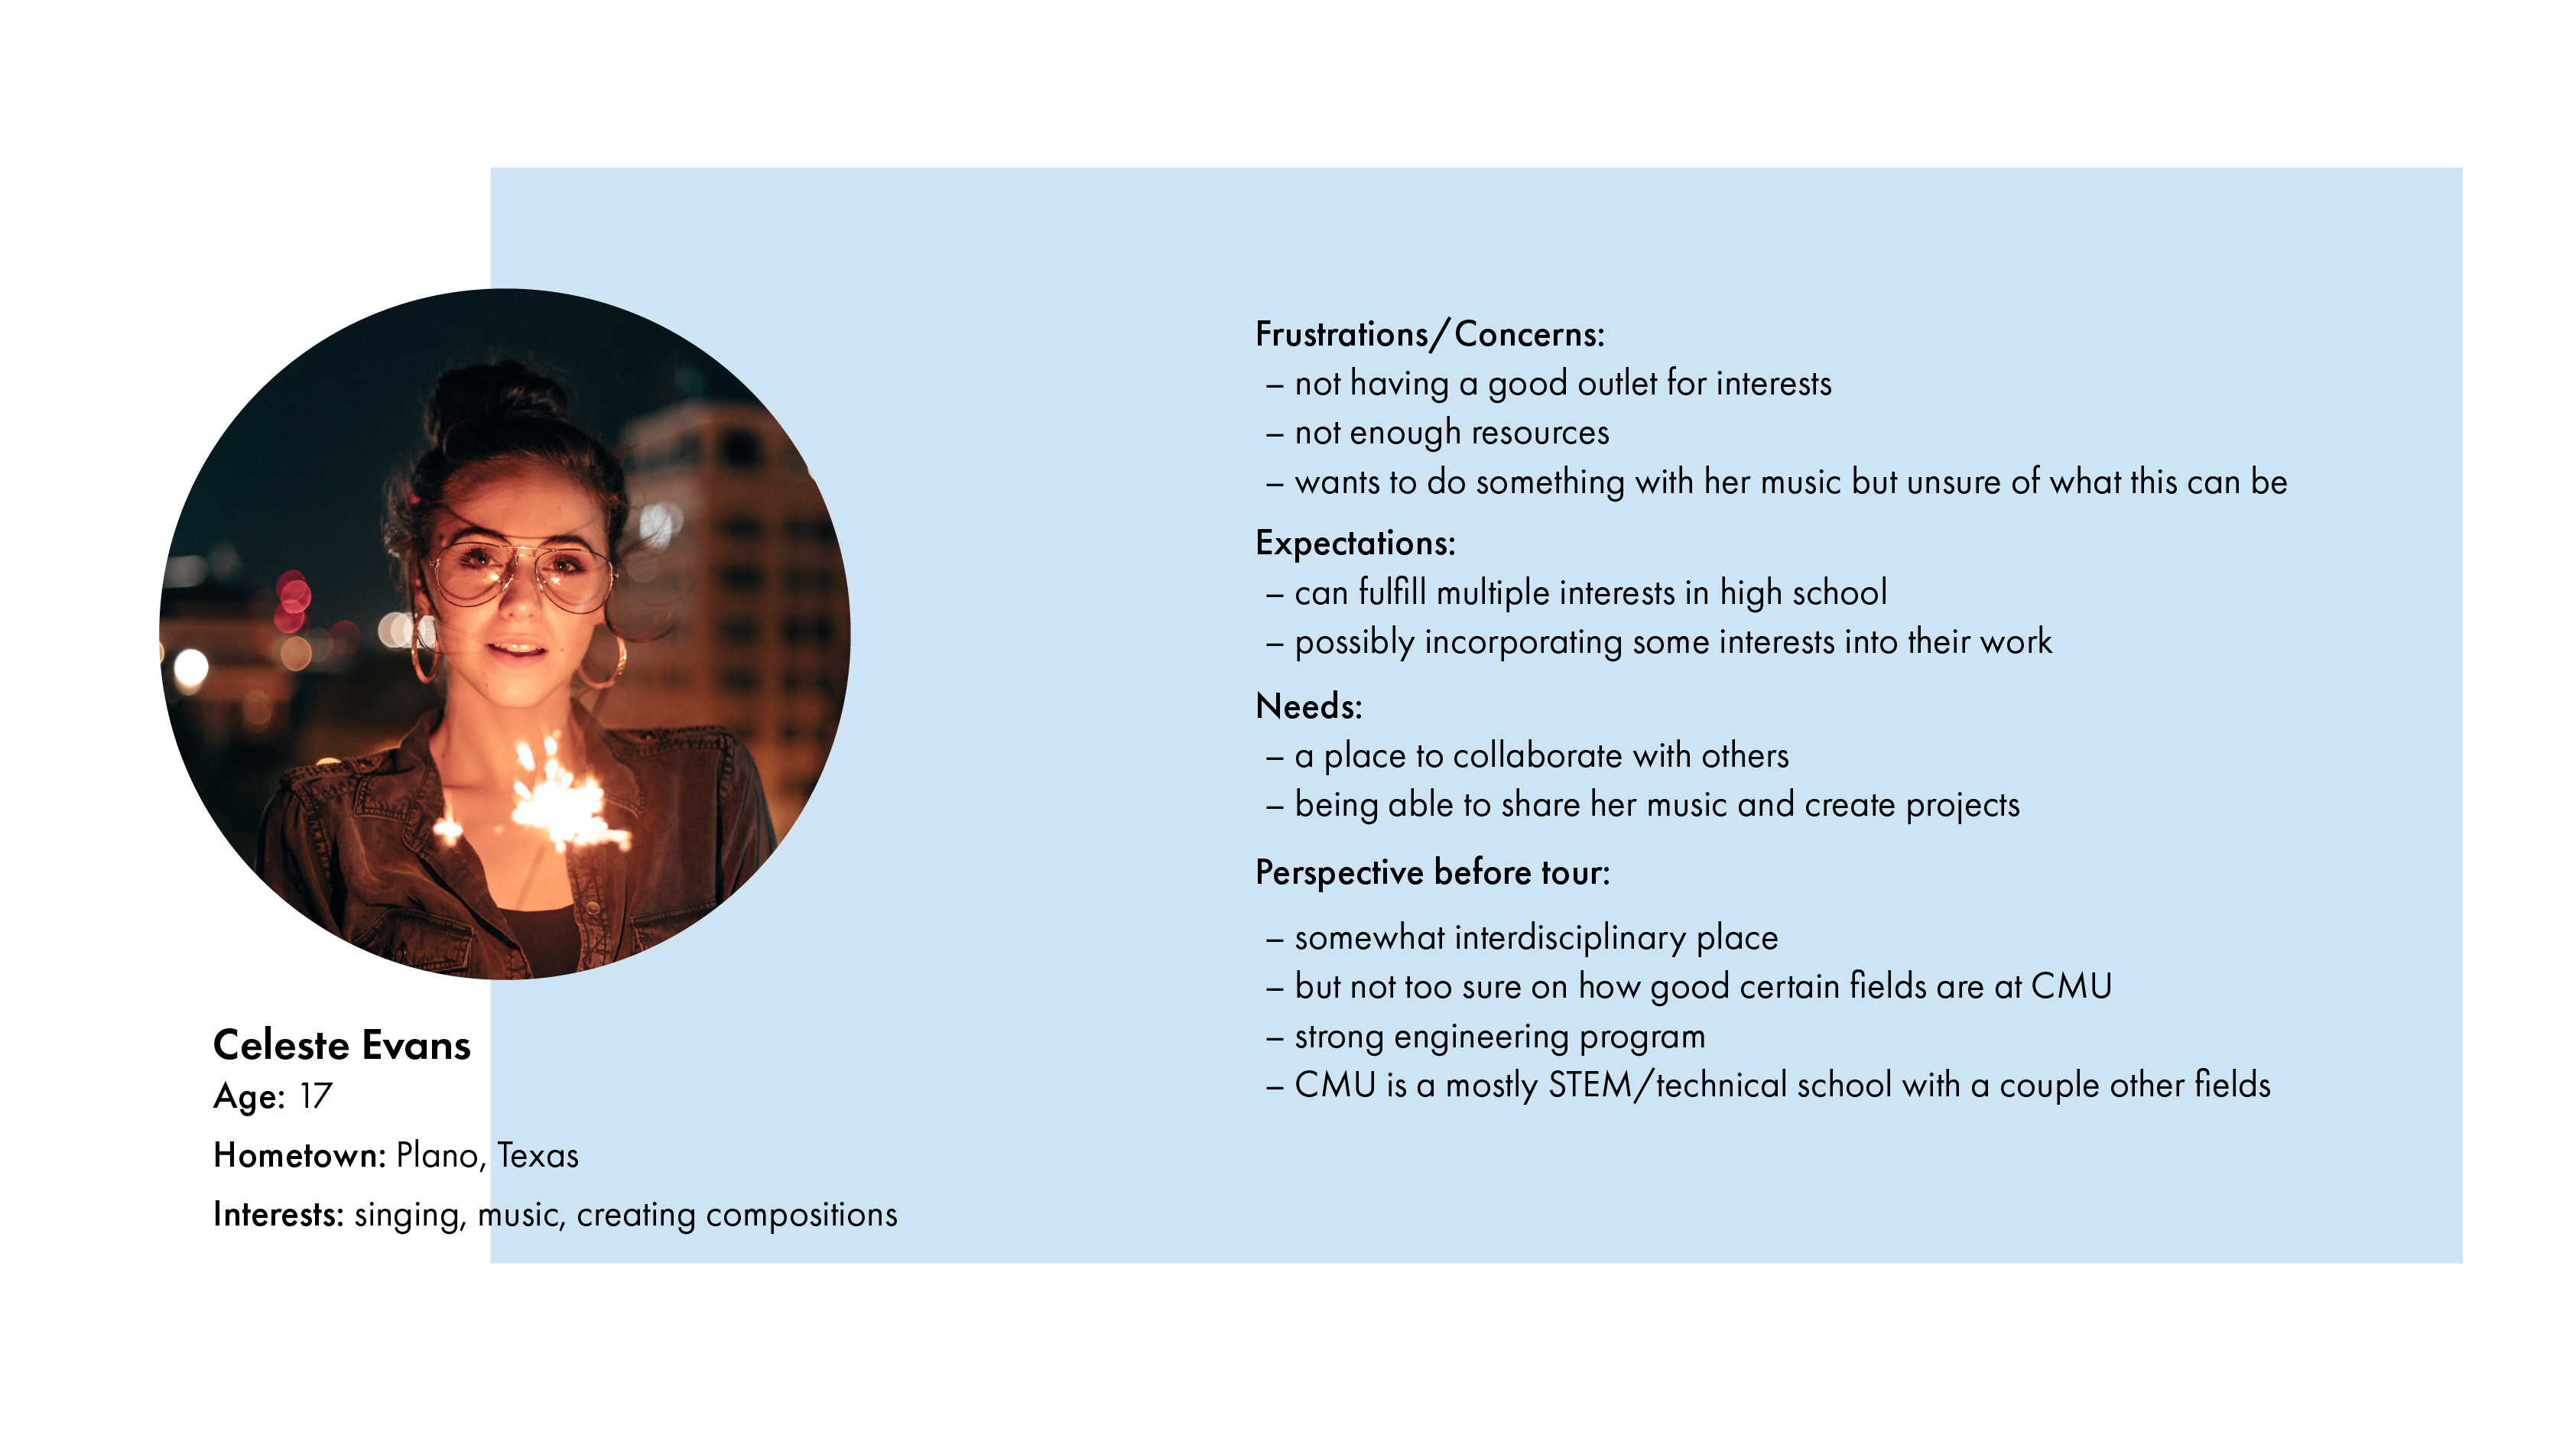 Celeste Evans
Age: 17
Hometown: Plano, Texas
Interests: singing, music, creating compositions
Frustrations/Concerns:
– not having a good outlet for interests
– not enough resources
– wants to do something with her music but unsure of what this can be
Expectations:
– can fulfill multiple interests in high school
– possibly incorporating some interests into their work
Needs:
– a place to collaborate with others
– being able to share her music and create projects
Perspective before tour:
– somewhat interdisciplinary place
– but not too sure on how good certain fields are at CMU
– strong engineering program
– CMU is a mostly STEM/technical school with a couple other fields